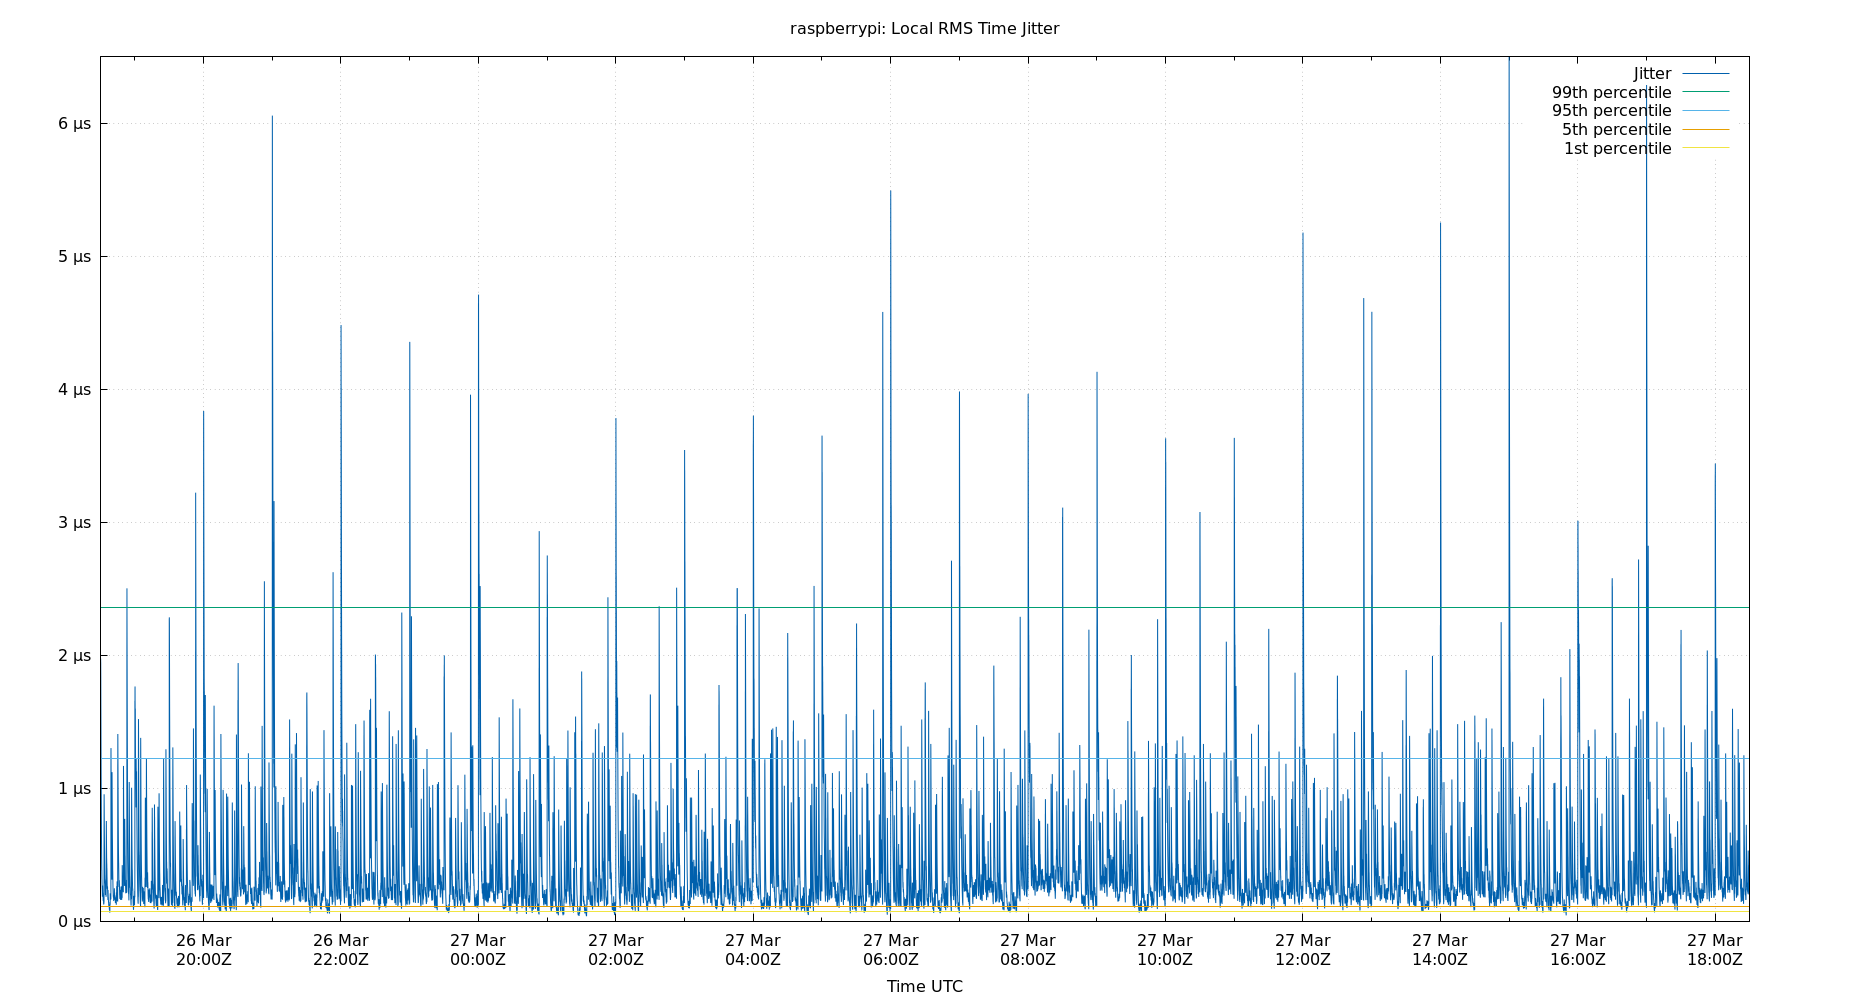 raspberrypi: Local RMS Time Jitter
Jitter
99th percentile
95th percentile
5th percentile
1st percentile
6 µs
5 µs
4 µs
3 µs
2 µs
1 µs
0 µs
26 Mar 26 Mar 27 Mar 27 Mar 27 Mar 27 Mar 27 Mar 27 Mar 27 Mar 27 Mar 27 Mar 27 Mar
20:00Z 22:00Z 00:00Z 02:00Z 04:00Z 06:00Z 08:00Z 10:00Z 12:00Z 14:00Z 16:00Z 18:00Z
Time UTC